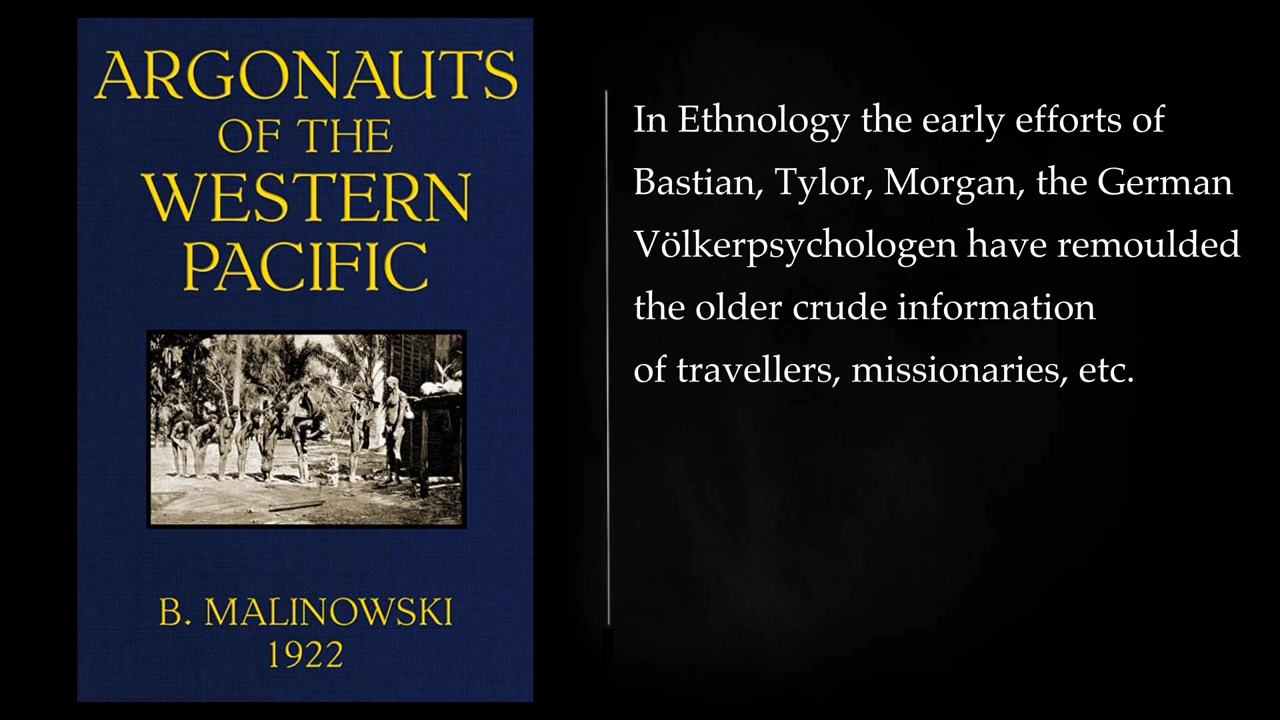 ARGONAUTS
OF THE
WESTERN
PACIFIC
B. MALINOWSKI
1922
In Ethnology the early efforts of
Bastian, Tylor, Morgan, the German
Völkerpsychologen have remoulded
the older crude information
of travellers, missionaries, etc.